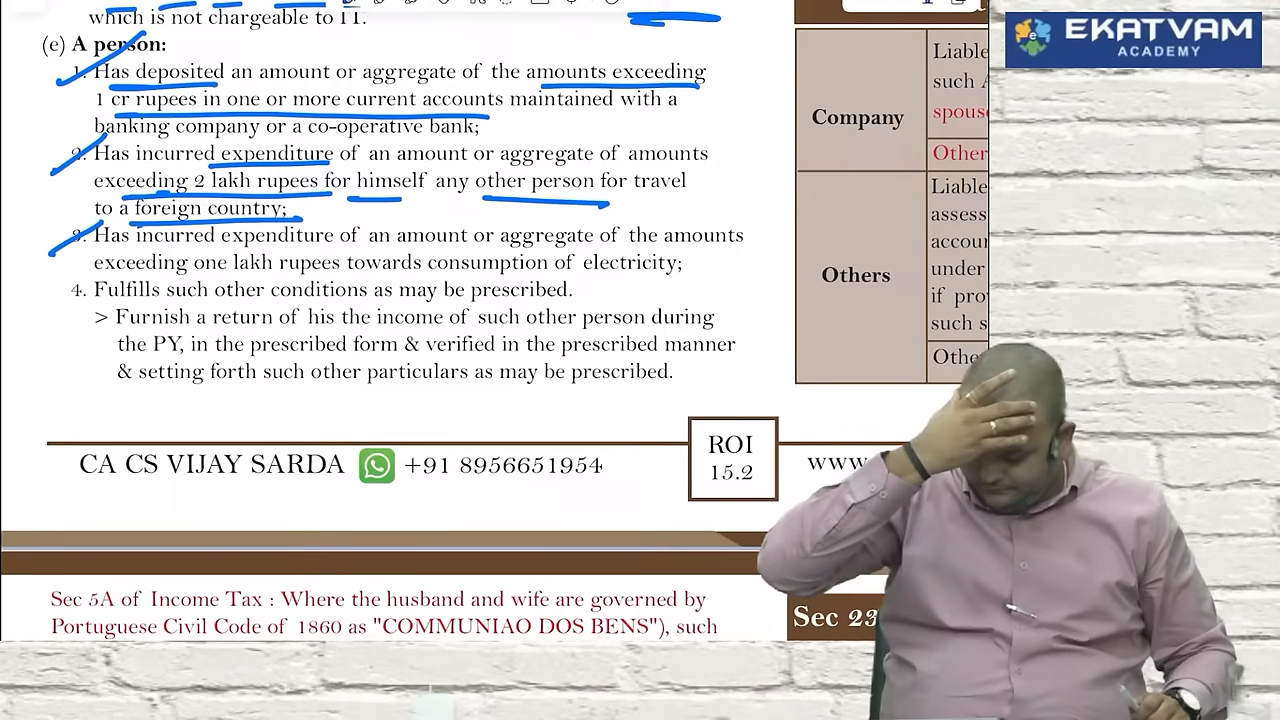 which is not chargeable to IT.
(e) A person:
1. Has deposited an amount or aggregate of the amounts exceeding
1 cr rupees in one or more current accounts maintained with a
banking company or a co-operative bank;
2. Has incurred expenditure of an amount or aggregate of amounts
exceeding 2 lakh rupees for himself any other person for travel
to a foreign country;
3. Has incurred expenditure of an amount or aggregate of the amounts
exceeding one lakh rupees towards consumption of electricity;
4. Fulfills such other conditions as may be prescribed.
> Furnish a return of his the income of such other person during
the PY, in the prescribed form & verified in the prescribed manner
& setting forth such other particulars as may be prescribed.
Company
Liable
such
spous
Other
Others
Liable
assess
accou
under
if pro
such s
Othe
CA CS VIJAY SARDA +91 8956651954
ROI
15.2
www
Sec 5A of Income Tax : Where the husband and wife are governed by
Portuguese Civil Code of 1860 as "COMMUNIAO DOS BENS"), such
Sec 23
EKATVAM
ACADEMY